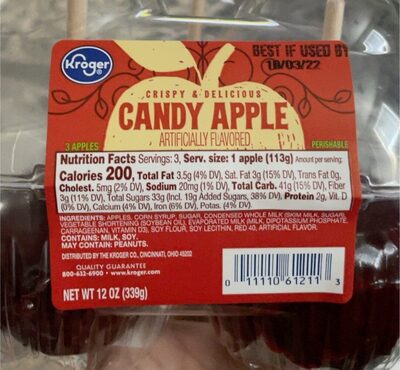 Kroger
BEST IF USED BY
10/03/22
CRISPY & DELICIOUS
CANDY APPLE
ARTIFICIALLY FLAVORED
3 APPLES
PERISHABLE
Nutrition Facts Servings: 3, Serv. size: 1 apple (113g) Amount per serving:
Calories 200, Total Fat 3.5g (4% DV), Sat. Fat 3g (15% DV), Trans Fat 0g,
Cholest. 5mg (2% DV), Sodium 20mg (1% DV), Total Carb. 41g (15% DV), Fiber
3g (11% DV), Total Sugars 33g (Incl. 19g Added Sugars, 38% DV), Protein 2g, Vit. D
(0% DV), Calcium (4% DV), Iron (6% DV), Potas. (4% DV).
INGREDIENTS: APPLES, CORN SYRUP, SUGAR, CONDENSED WHOLE MILK (SKIM MILK, SUGAR),
VEGETABLE SHORTENING (SOYBEAN OIL), EVAPORATED MILK (MILK, DIPOTASSIUM PHOSPHATE,
CARRAGEENAN, VITAMIN D3), SOY FLOUR, SOY LECITHIN, RED 40, ARTIFICIAL FLAVOR.
CONTAINS: MILK, SOY.
MAY CONTAIN: PEANUTS.
DISTRIBUTED BY THE KROGER CO., CINCINNATI, OHIO 45202
QUALITY GUARANTEE
800-632-6900 • www.kroger.com
NET WT 12 OZ (339g)
0 11110 61211 3